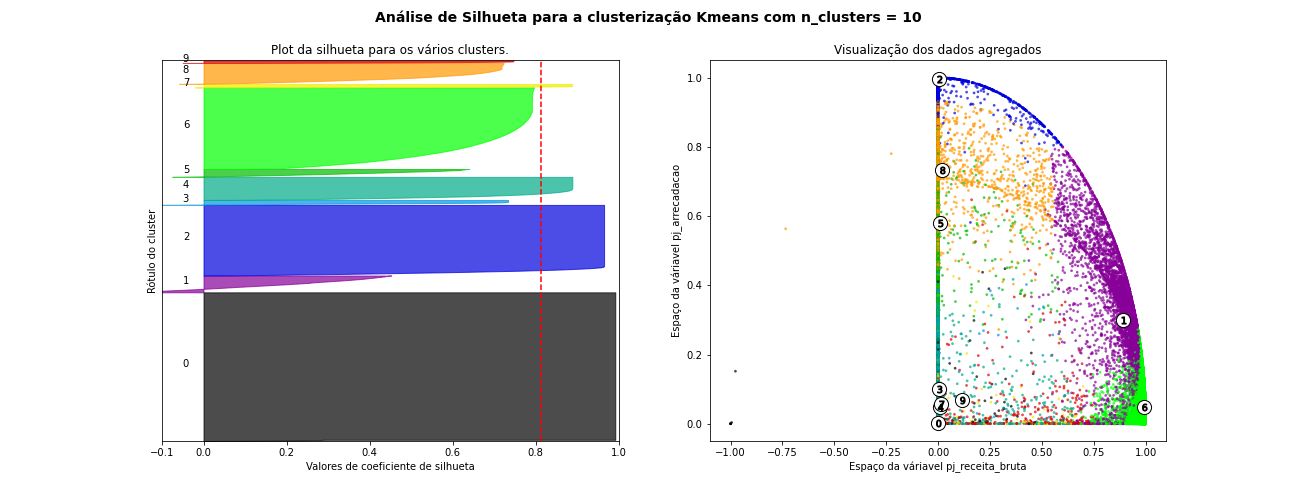 Análise de Silhueta para a clusterização Kmeans com n_clusters = 10
Plot da silhueta para os vários clusters.
Rótulo do cluster
9
8
7
6
5
4
3
2
1
0
−0.1 0.0 0.2 0.4 0.6 0.8 1.0
Valores de coeficiente de silhueta
Visualização dos dados agregados
Espaço da váriavel pj_arrecadacao
1.0
0.8
0.6
0.4
0.2
0.0
2
8
5
1
3
7
9
6
0
−1.00 −0.75 −0.50 −0.25 0.00 0.25 0.50 0.75 1.00
Espaço da váriavel pj_receita_bruta